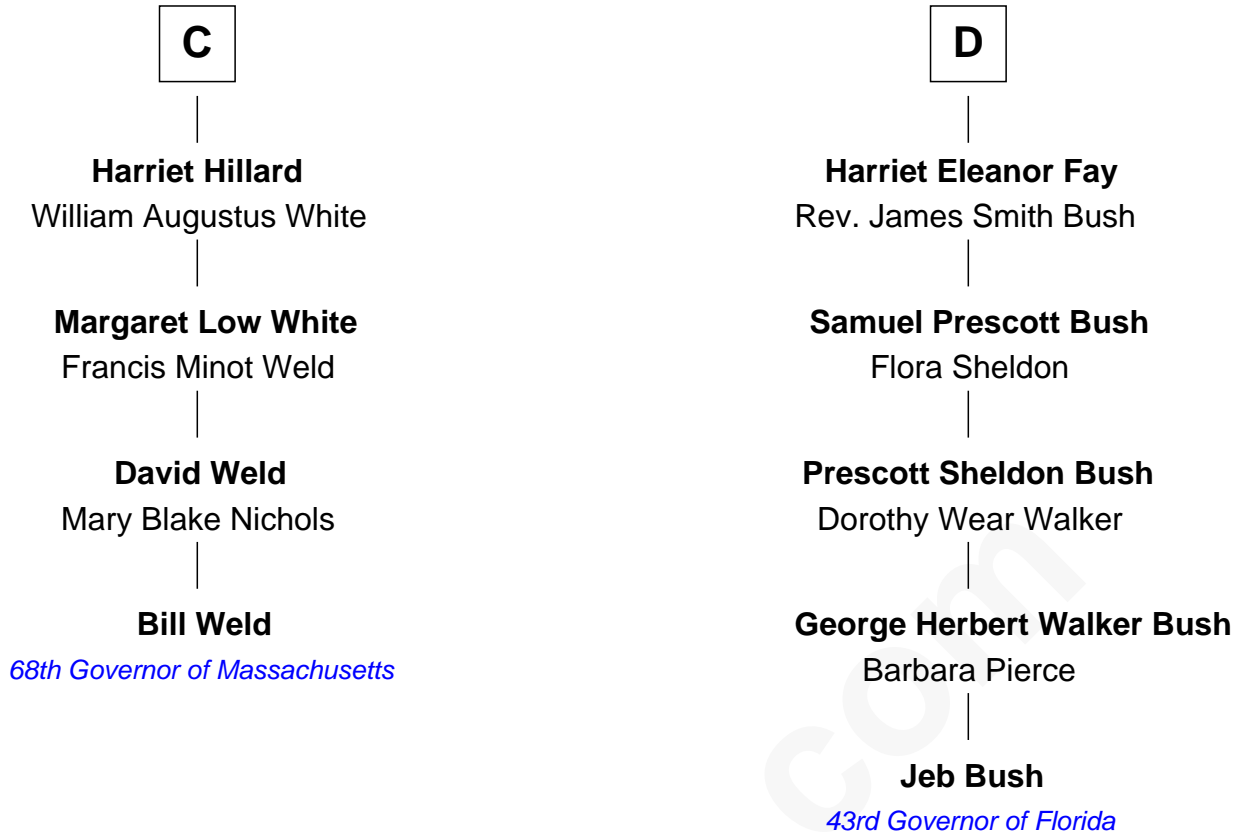 C
Harriet Hillard
William Augustus White
Margaret Low White
Francis Minot Weld
David Weld
Mary Blake Nichols
Bill Weld
68th Governor of Massachusetts
D
Harriet Eleanor Fay
Rev. James Smith Bush
Samuel Prescott Bush
Flora Sheldon
Prescott Sheldon Bush
Dorothy Wear Walker
George Herbert Walker Bush
Barbara Pierce
Jeb Bush
43rd Governor of Florida
com